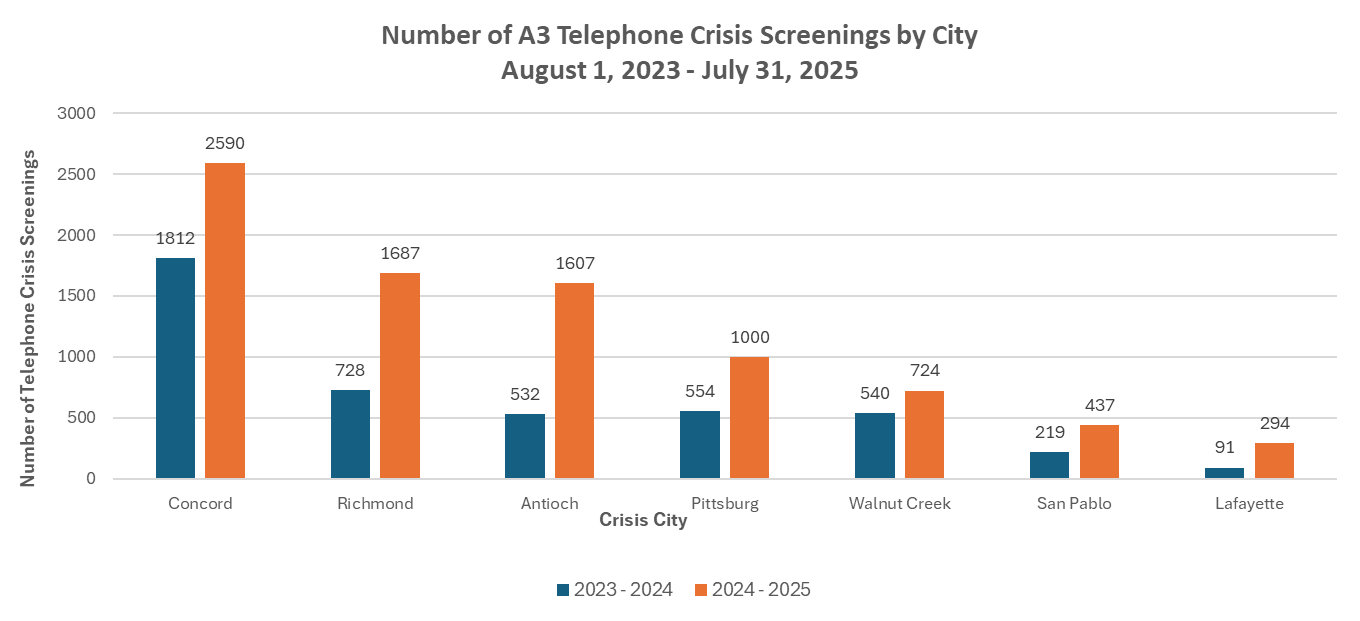 Number of A3 Telephone Crisis Screenings by City
August 1, 2023 - July 31, 2025
Number of Telephone Crisis Screenings
3000
2500
2000
1500
1000
500
0
1812
2590
728
1687
532
1607
554
1000
540
724
219
437
91
294
Concord
Richmond
Antioch
Pittsburg
Walnut Creek
San Pablo
Lafayette
Crisis City
2023 - 2024
2024 - 2025